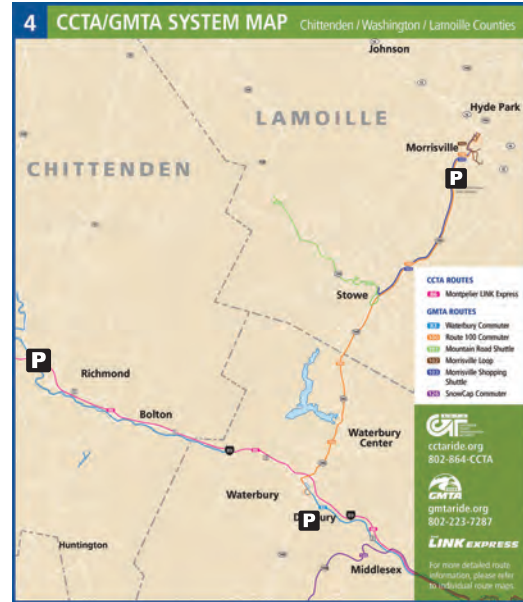 4 CCTA/GMTA SYSTEM MAP Chittenden / Washington / Lamoille Counties
Johnson
Hyde Park
LAMOILLE
Morrisville
CHITTENDEN
P
CCTA ROUTES
Montpelier LINK Express
Stowe
GMTA ROUTES
Waterbury Commuter
Route 100 Commuter
Mountain Road Shuttle
Morrisville Loop
Morrisville Shopping
Shuttle
SnowCap Commuter
P
Richmond
Bolton
cctaride.org
802-864-CCTA
Waterbury
Center
GMTA
gmtaride.org
802-223-7287
Waterbury
P
LINK EXPRESS
Huntington
Middlesex
For more detailed route
information, please refer
to individual route maps.